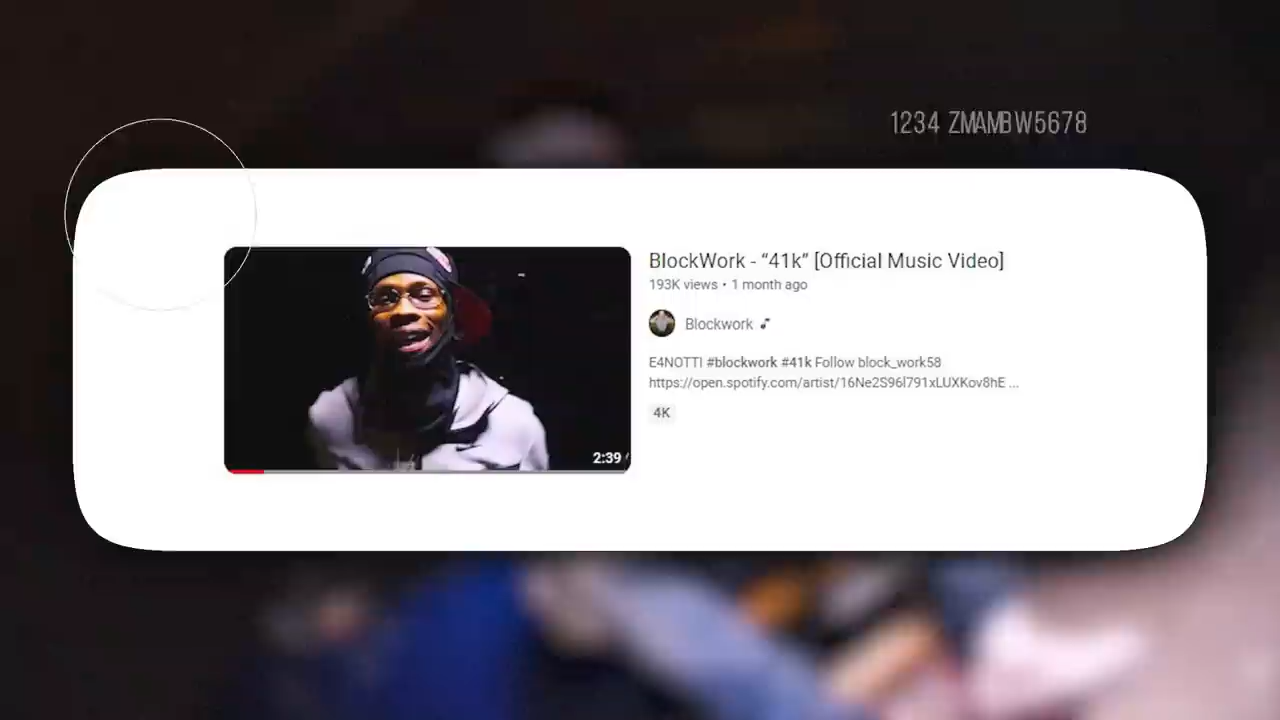 1234 ZMAMBW5678
BlockWork - “41k” [Official Music Video]
193K views • 1 month ago
Blockwork
E4NOTTI #blockwork #41k Follow block_work58
https://open.spotify.com/artist/16Ne2S96l791xLUXKov8hE ...
4K
2:39